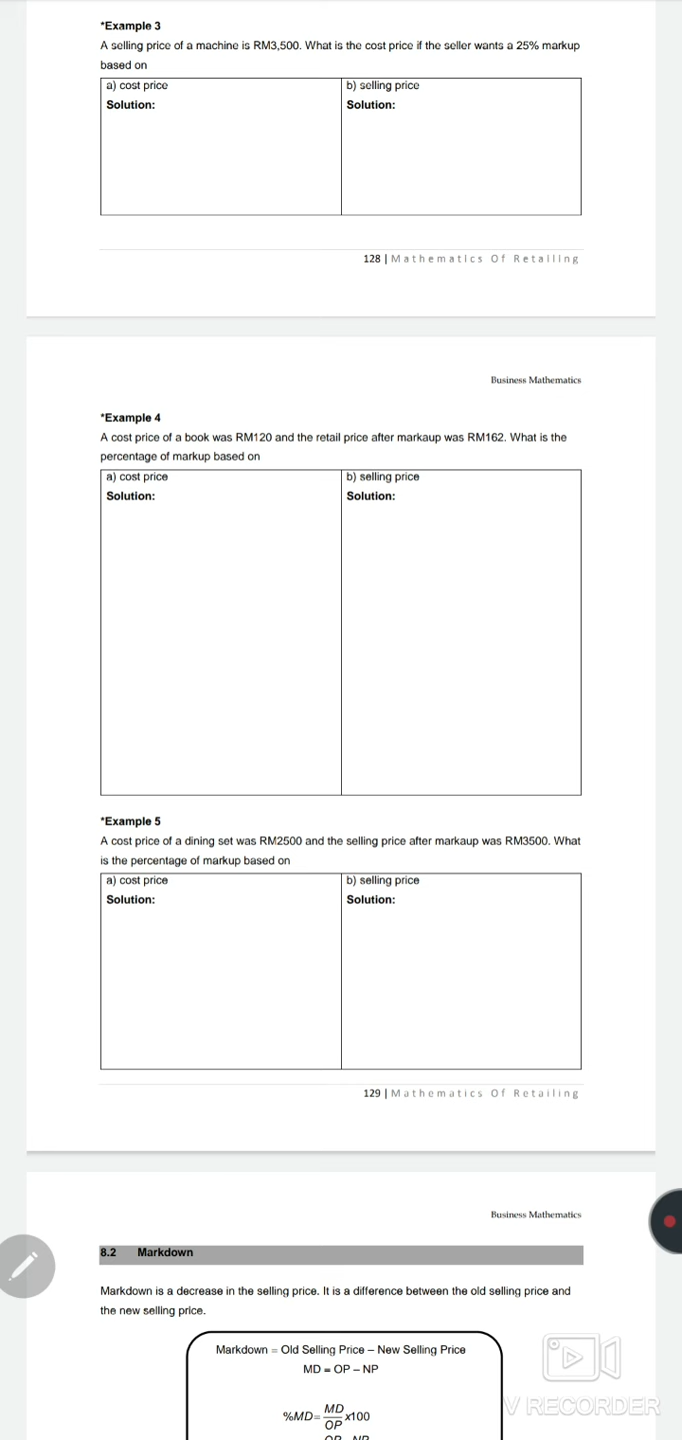 *Example 3
A selling price of a machine is RM3,500. What is the cost price if the seller wants a 25% markup
based on
a) cost price
Solution:
b) selling price
Solution:
128 | Mathematics Of Retailing
Business Mathematics
*Example 4
A cost price of a book was RM120 and the retail price after markaup was RM162. What is the
percentage of markup based on
a) cost price
Solution:
b) selling price
Solution:
*Example 5
A cost price of a dining set was RM2500 and the selling price after markaup was RM3500. What
is the percentage of markup based on
a) cost price
Solution:
b) selling price
Solution:
129 | Mathematics Of Retailing
Business Mathematics
8.2 Markdown
Markdown is a decrease in the selling price. It is a difference between the old selling price and
the new selling price.
Markdown = Old Selling Price – New Selling Price
MD = OP – NP
%MD= MD/OP x100
OP NP
V RECORDER